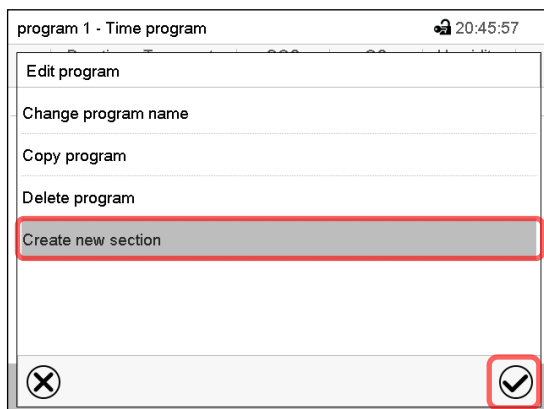 program 1 - Time program 20:45:57
Edit program
Change program name
Copy program
Delete program
Create new section